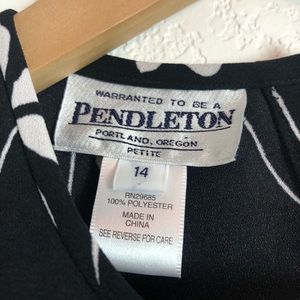 WARRANTED TO BE A
PENDLETON
PORTLAND, OREGON
PETITE
14
RN29685
100% POLYESTER
MADE IN
CHINA
SEE REVERSE FOR CARE